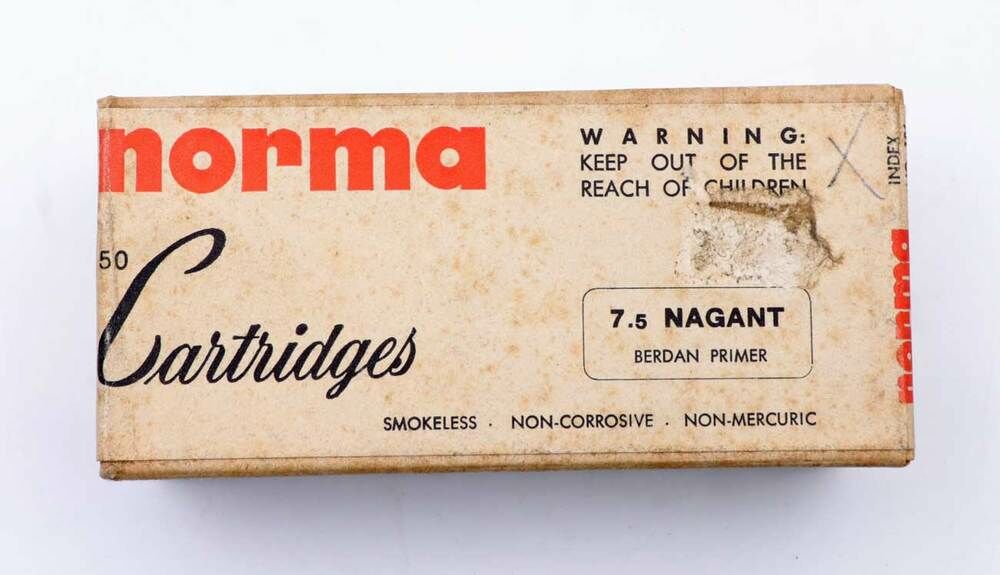 norma
WARNING:
KEEP OUT OF THE
REACH OF CHILDREN
INDEX
50
Cartridges
7.5 NAGANT
BERDAN PRIMER
norma
SMOKELESS . NON-CORROSIVE . NON-MERCURIC